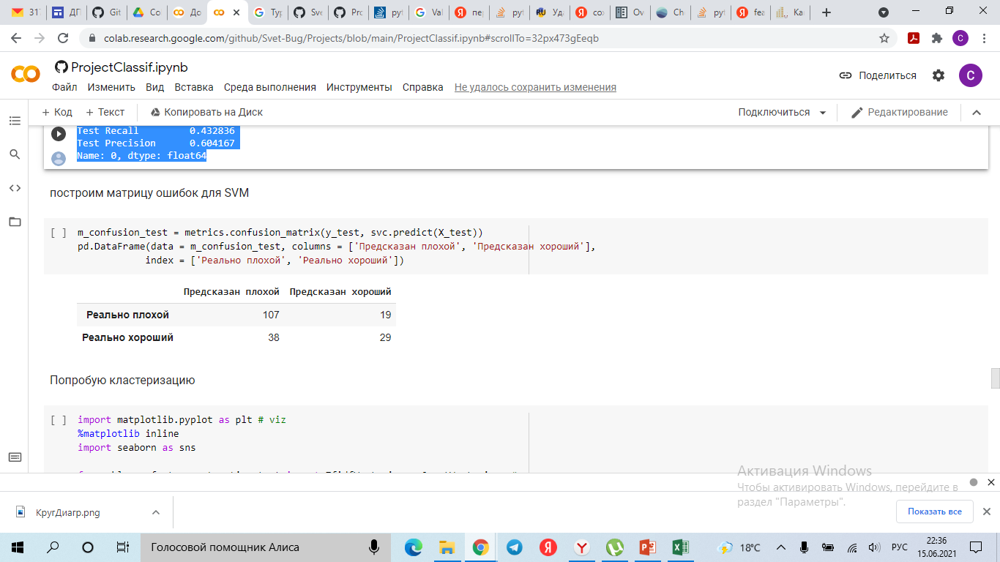 31
ДГ
Git
Co
До
Тур
Sve
Pro
pyt
Val
пер
pyt
Уда
сох
Ov
Ch
pyt
fea
Ка
colab.research.google.com/github/Svet-Bug/Projects/blob/main/ProjectClassif.ipynb#scrollTo=32px473gEeqb
С
ProjectClassif.ipynb
Файл Изменить Вид Вставка Среда выполнения Инструменты Справка Не удалось сохранить изменения
Поделиться
С
+ Код + Текст Копировать на Диск
Подключиться Редактирование
Test Recall 0.432836
Test Precision 0.604167
Name: 0, dtype: float64
построим матрицу ошибок для SVM
[ ] m_confusion_test = metrics.confusion_matrix(y_test, svc.predict(X_test))
pd.DataFrame(data = m_confusion_test, columns = ['Предсказан плохой', 'Предсказан хороший'],
index = ['Реально плохой', 'Реально хороший'])
Предсказан плохой Предсказан хороший
Реально плохой 107 19
Реально хороший 38 29
Попробую кластеризацию
[ ] import matplotlib.pyplot as plt # viz
%matplotlib inline
import seaborn as sns
Активация Windows
Чтобы активировать Windows, перейдите в
раздел "Параметры".
КругДиагр.png
Показать все
Голосовой помощник Алиса
18°C
РУС
22:36
15.06.2021